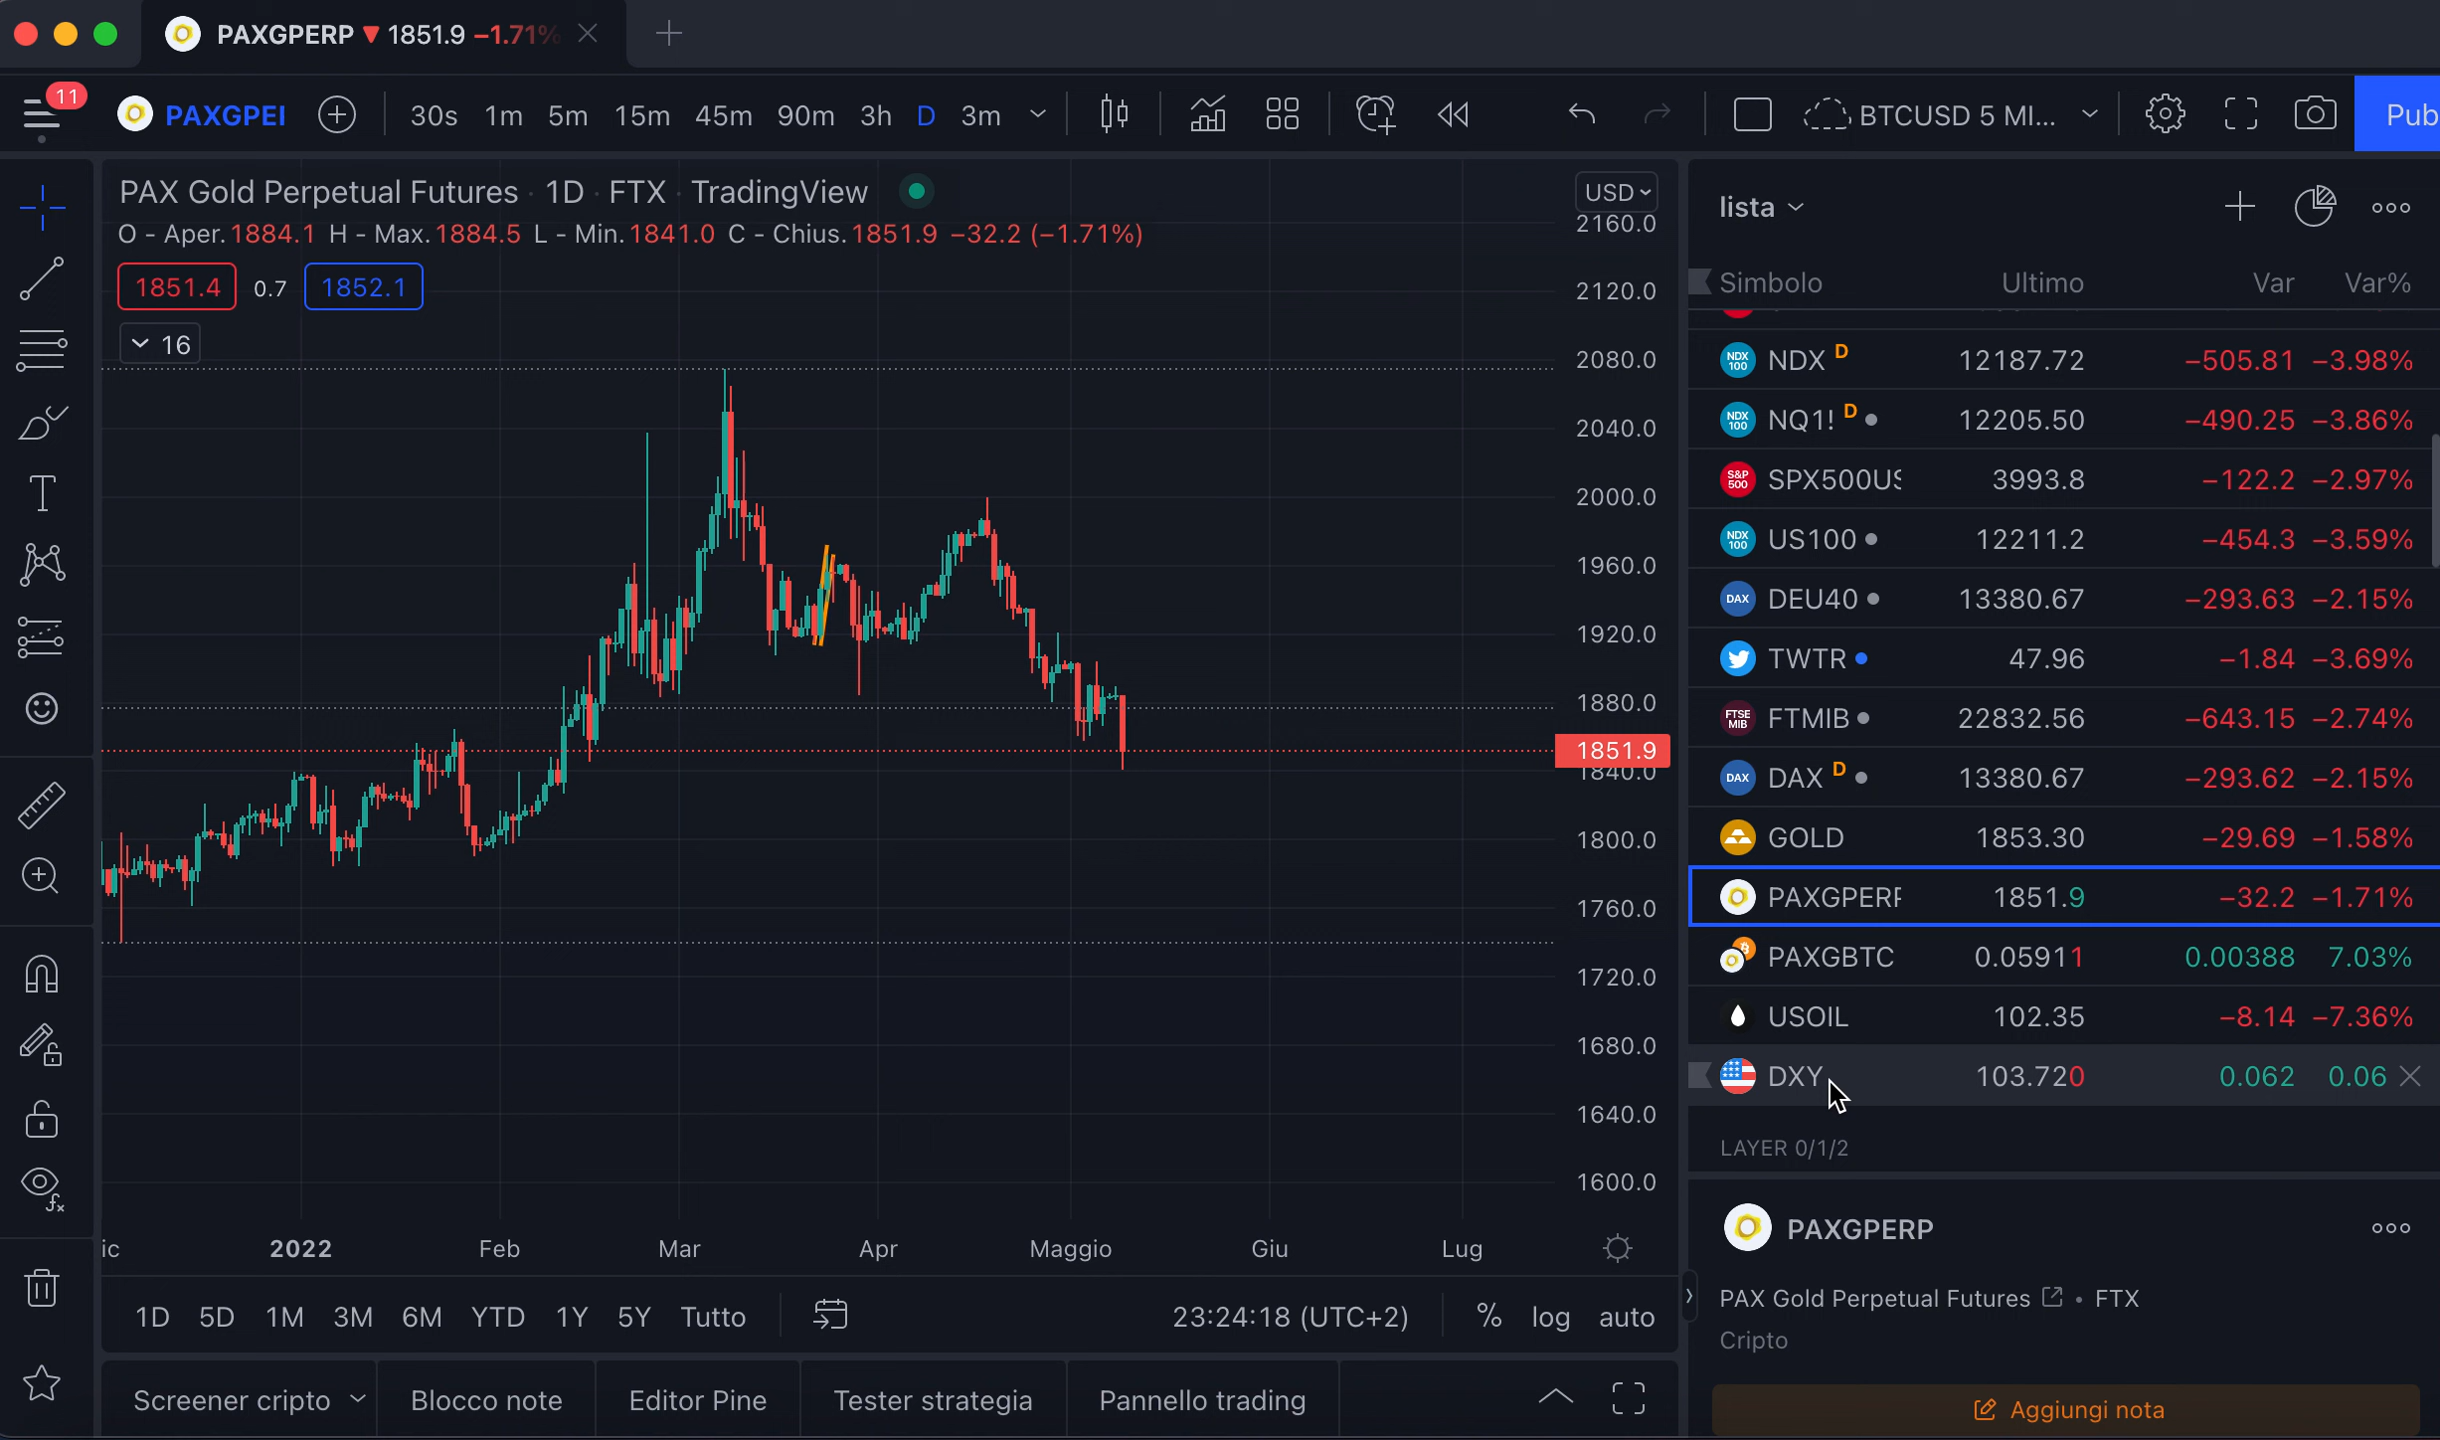 PAXGPERP ▼ 1851.9 −1.71%
11
PAXGPEI
30s 1m 5m 15m 45m 90m 3h D 3m
BTCUSD 5 MI...
Pub
PAX Gold Perpetual Futures · 1D · FTX · TradingView
O - Aper.1884.1 H - Max.1884.5 L - Min.1841.0 C - Chius.1851.9 −32.2 (−1.71%)
1851.4 0.7 1852.1
16
USD
2160.0
2120.0
2080.0
2040.0
2000.0
1960.0
1920.0
1880.0
1851.9
1840.0
1800.0
1760.0
1720.0
1680.0
1640.0
1600.0
ic 2022 Feb Mar Apr Maggio Giu Lug
1D 5D 1M 3M 6M YTD 1Y 5Y Tutto
23:24:18 (UTC+2) % log auto
Screener cripto Blocco note Editor Pine Tester strategia Pannello trading
lista
Simbolo Ultimo Var Var%
NDX 100 NDX D 12187.72 −505.81 −3.98%
NDX 100 NQ1! D 12205.50 −490.25 −3.86%
S&P 500 SPX500US 3993.8 −122.2 −2.97%
NDX 100 US100 12211.2 −454.3 −3.59%
DAX DEU40 13380.67 −293.63 −2.15%
TWTR 47.96 −1.84 −3.69%
FTSE MIB FTMIB 22832.56 −643.15 −2.74%
DAX DAX D 13380.67 −293.62 −2.15%
GOLD 1853.30 −29.69 −1.58%
PAXGPERP 1851.9 −32.2 −1.71%
PAXGBTC 0.05911 0.00388 7.03%
USOIL 102.35 −8.14 −7.36%
DXY 103.720 0.062 0.06
LAYER 0/1/2
PAXGPERP
PAX Gold Perpetual Futures • FTX
Cripto
Aggiungi nota